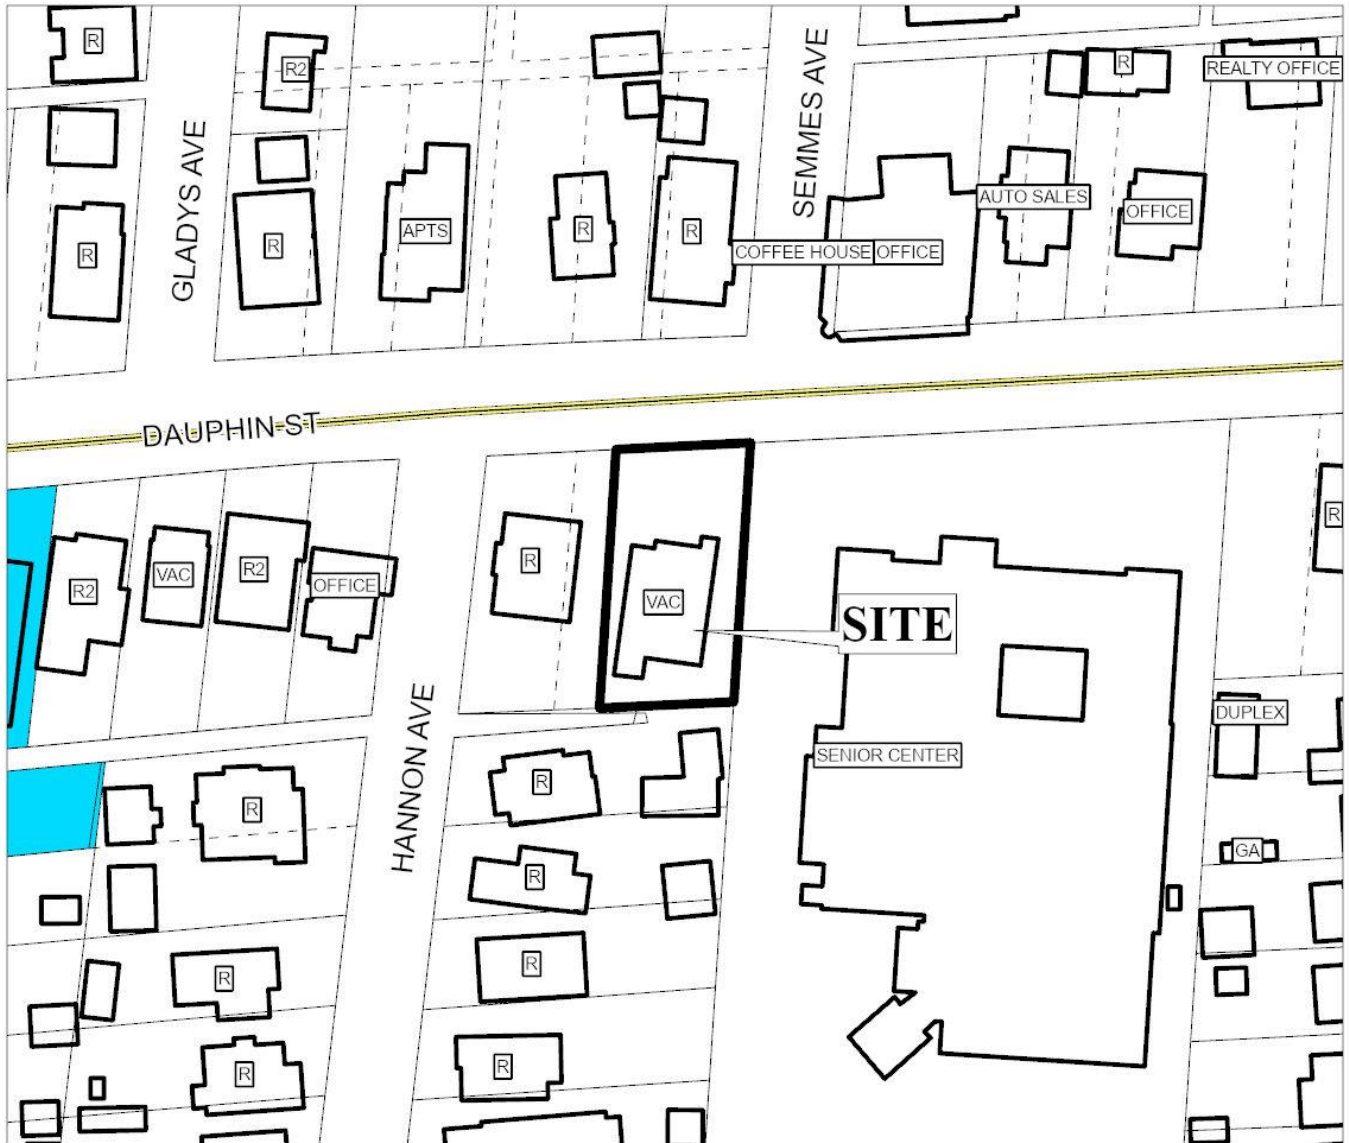 R
R2
SEMMES AVE
R
REALTY OFFICE
GLADYS AVE
R
R
APTS
R
R
COFFEE HOUSE
OFFICE
AUTO SALES
OFFICE
DAUPHIN ST
R2
VAC
R2
OFFICE
R
VAC
SITE
R
HANNON AVE
SENIOR CENTER
DUPLEX
R
R
R
GA
R
R
R
R